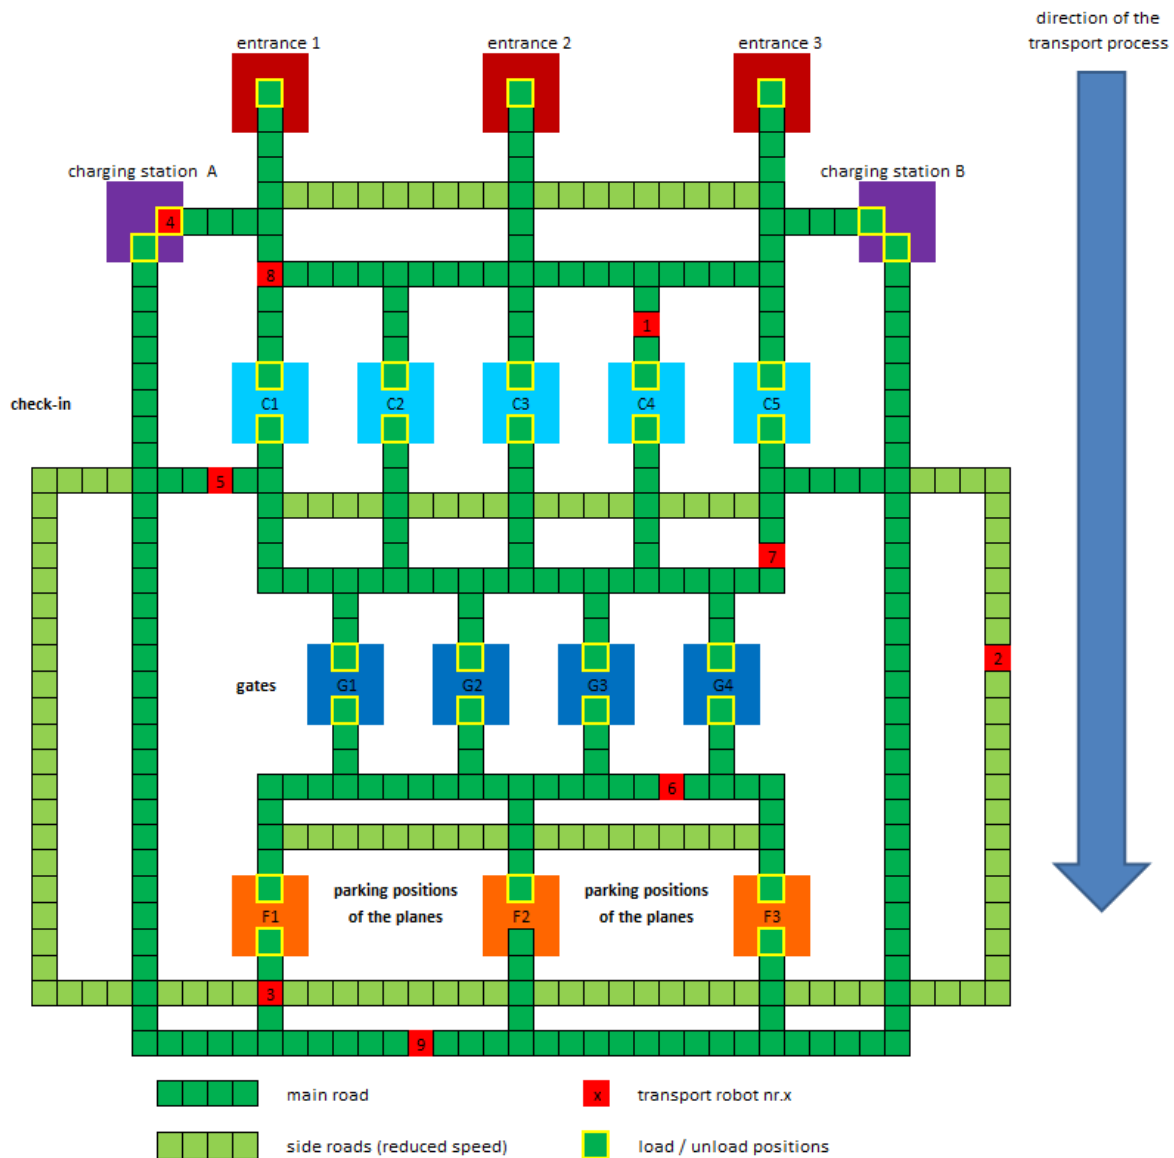 direction of the
transport process
entrance 1
entrance 2
entrance 3
charging station A
charging station B
4
8
1
check-in
C1
C2
C3
C4
C5
5
7
2
gates
G1
G2
G3
G4
6
parking positions
of the planes
parking positions
of the planes
F1
F2
F3
3
9
main road
x
transport robot nr.x
side roads (reduced speed)
load / unload positions